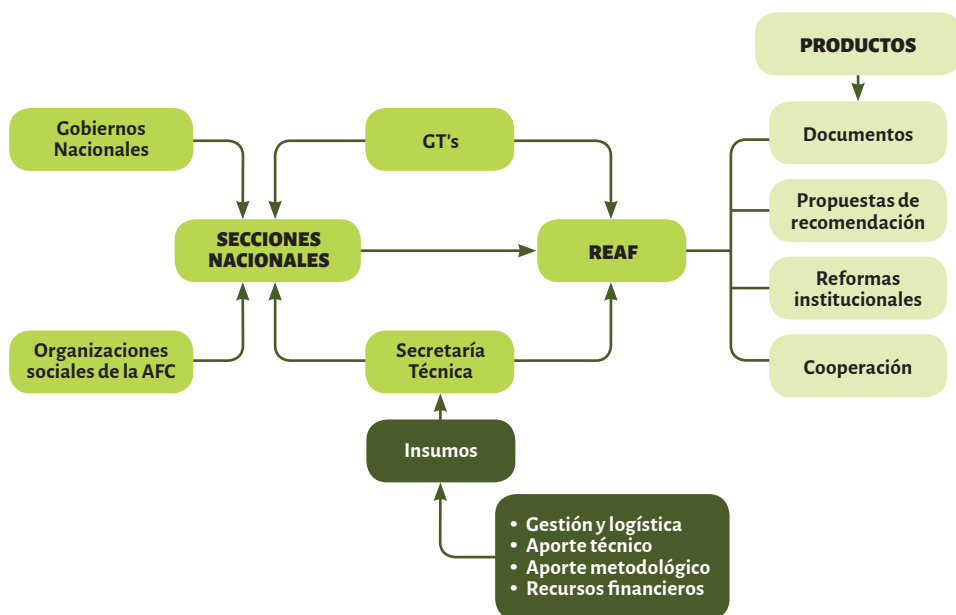 PRODUCTOS
Gobiernos
Nacionales
GT's
Documentos
Propuestas de
recomendación
SECCIONES
NACIONALES
REAF
Reformas
institucionales
Organizaciones
sociales de la AFC
Secretaría
Técnica
Cooperación
Insumos
• Gestión y logística
• Aporte técnico
• Aporte metodológico
• Recursos financieros